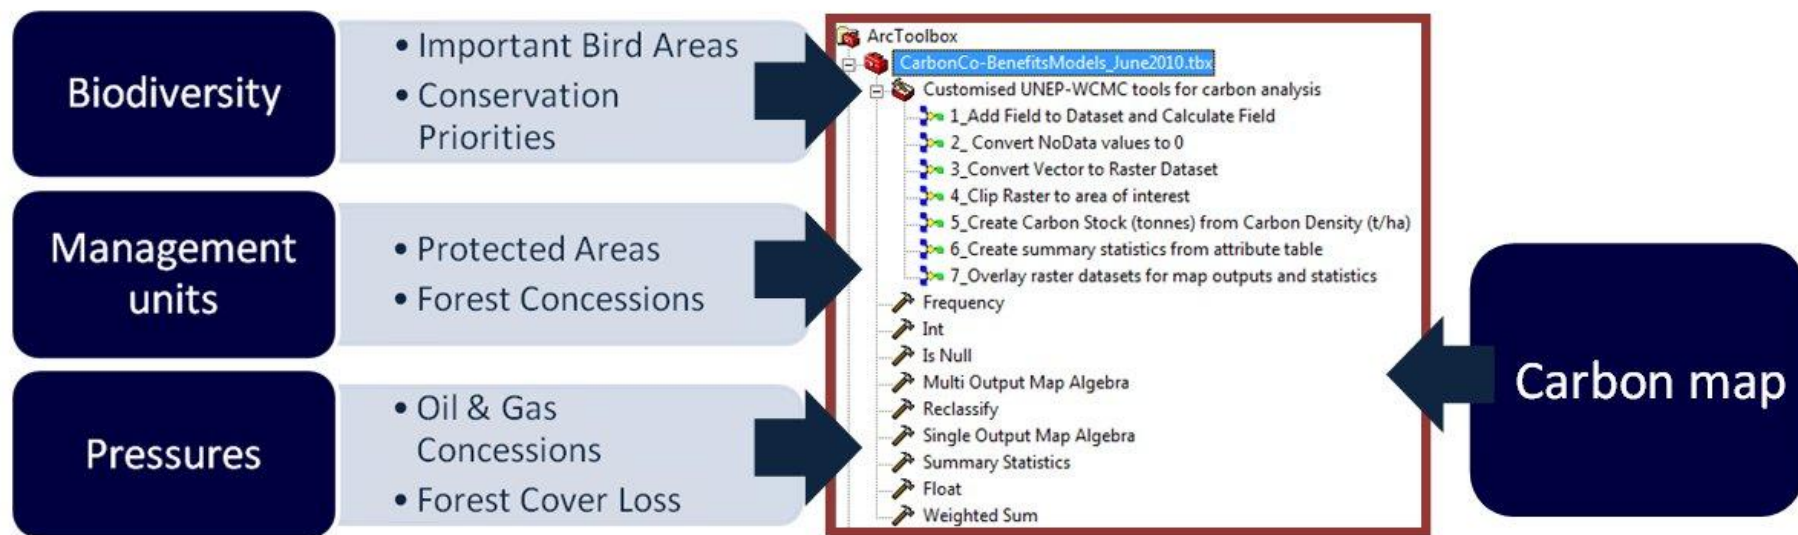 Biodiversity
• Important Bird Areas
• Conservation
Priorities
Management
units
• Protected Areas
• Forest Concessions
Pressures
• Oil & Gas
Concessions
• Forest Cover Loss
ArcToolbox
CarbonCo-BenefitsModels_June2010.tbx
Customised UNEP-WCMC tools for carbon analysis
1_Add Field to Dataset and Calculate Field
2_ Convert NoData values to 0
3_Convert Vector to Raster Dataset
4_Clip Raster to area of interest
5_Create Carbon Stock (tonnes) from Carbon Density (t/ha)
6_Create summary statistics from attribute table
7_Overlay raster datasets for map outputs and statistics
Frequency
Int
Is Null
Multi Output Map Algebra
Reclassify
Single Output Map Algebra
Summary Statistics
Float
Weighted Sum
Carbon map